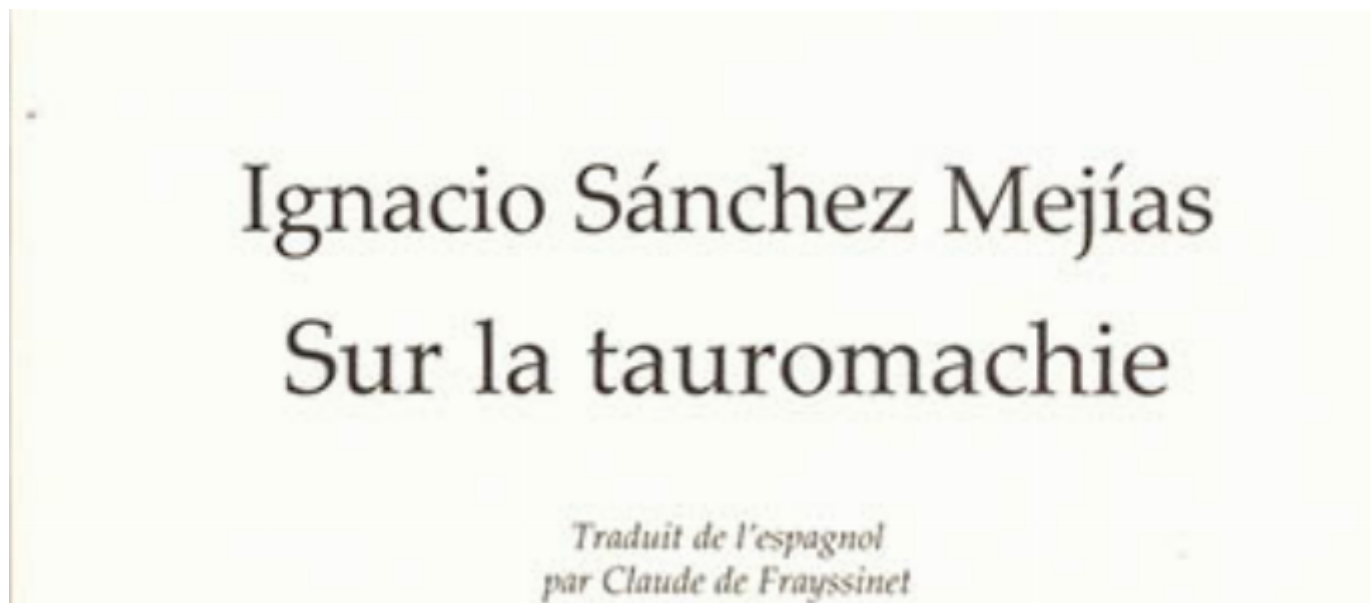 Ignacio Sánchez Mejías
Sur la tauromachie
Traduit de l'espagnol
par Claude de Frayssinet